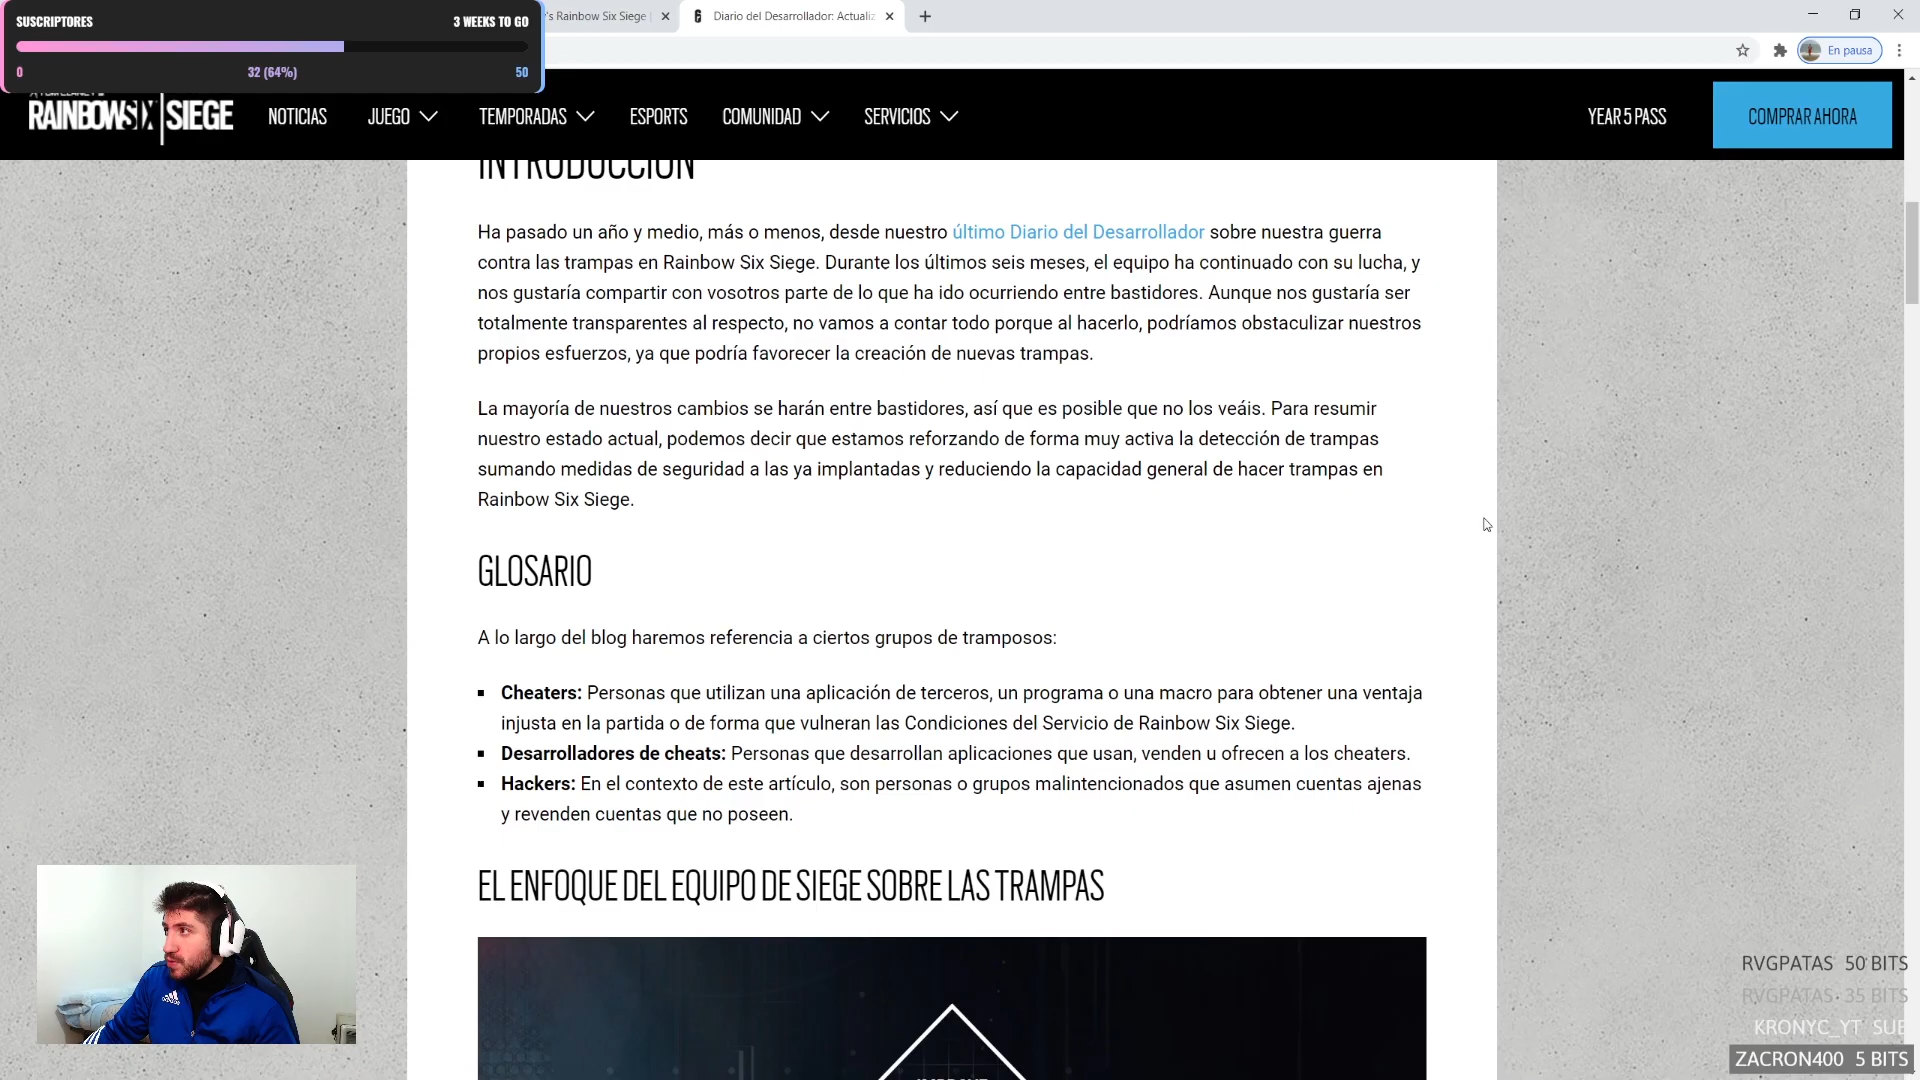 SUSCRIPTORES 3 WEEKS TO GO
0 32 (64%) 50
's Rainbow Six Siege |
Diario del Desarrollador: Actualiz
En pausa
RAINBOWSIX|SIEGE NOTICIAS JUEGO TEMPORADAS ESPORTS COMUNIDAD SERVICIOS YEAR 5 PASS COMPRAR AHORA
INTRODUCCIÓN
Ha pasado un año y medio, más o menos, desde nuestro último Diario del Desarrollador sobre nuestra guerra
contra las trampas en Rainbow Six Siege. Durante los últimos seis meses, el equipo ha continuado con su lucha, y
nos gustaría compartir con vosotros parte de lo que ha ido ocurriendo entre bastidores. Aunque nos gustaría ser
totalmente transparentes al respecto, no vamos a contar todo porque al hacerlo, podríamos obstaculizar nuestros
propios esfuerzos, ya que podría favorecer la creación de nuevas trampas.
La mayoría de nuestros cambios se harán entre bastidores, así que es posible que no los veáis. Para resumir
nuestro estado actual, podemos decir que estamos reforzando de forma muy activa la detección de trampas
sumando medidas de seguridad a las ya implantadas y reduciendo la capacidad general de hacer trampas en
Rainbow Six Siege.
GLOSARIO
A lo largo del blog haremos referencia a ciertos grupos de tramposos:
▪ Cheaters: Personas que utilizan una aplicación de terceros, un programa o una macro para obtener una ventaja
injusta en la partida o de forma que vulneran las Condiciones del Servicio de Rainbow Six Siege.
▪ Desarrolladores de cheats: Personas que desarrollan aplicaciones que usan, venden u ofrecen a los cheaters.
▪ Hackers: En el contexto de este artículo, son personas o grupos malintencionados que asumen cuentas ajenas
y revenden cuentas que no poseen.
EL ENFOQUE DEL EQUIPO DE SIEGE SOBRE LAS TRAMPAS
adidas
RVGPATAS 50 BITS
RVGPATAS 35 BITS
KRONYC_YT SUB
ZACRON400 5 BITS